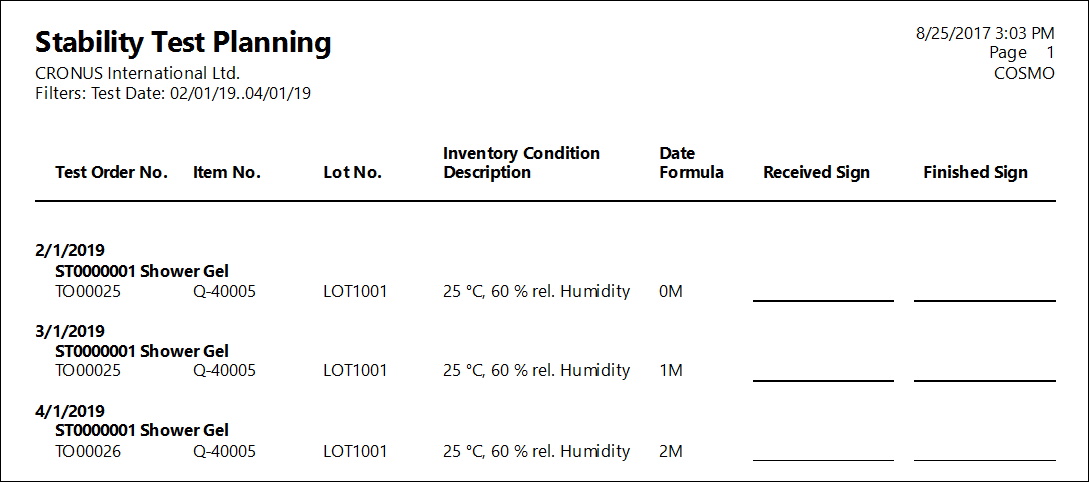 Stability Test Planning
8/25/2017 3:03 PM
Page 1
CRONUS International Ltd.
COSMO
Filters: Test Date: 02/01/19..04/01/19
Inventory Condition Date
Test Order No. Item No. Lot No. Description Formula Received Sign Finished Sign
2/1/2019
ST0000001 Shower Gel
TO00025 Q-40005 LOT1001 25 °C, 60 % rel. Humidity 0M
3/1/2019
ST0000001 Shower Gel
TO00025 Q-40005 LOT1001 25 °C, 60 % rel. Humidity 1M
4/1/2019
ST0000001 Shower Gel
TO00026 Q-40005 LOT1001 25 °C, 60 % rel. Humidity 2M